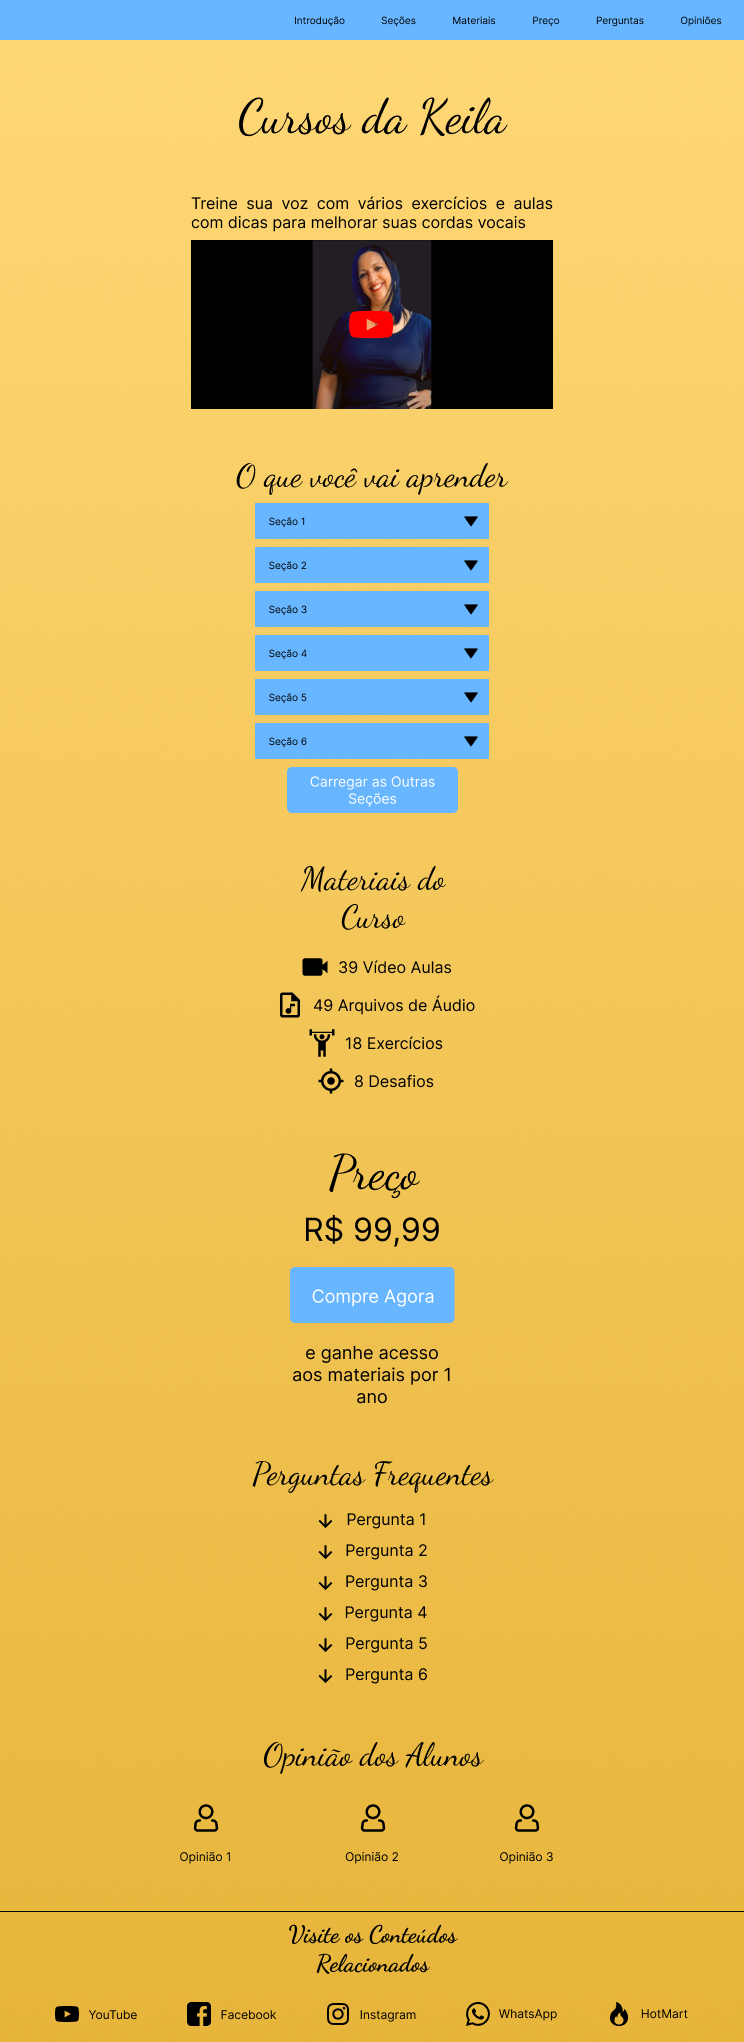 Introdução Seções Materiais Preço Perguntas Opiniões
Cursos da Keila
Treine sua voz com vários exercícios e aulas
com dicas para melhorar suas cordas vocais
O que você vai aprender
Seção 1
Seção 2
Seção 3
Seção 4
Seção 5
Seção 6
Carregar as Outras
Seções
Materiais do
Curso
39 Vídeo Aulas
49 Arquivos de Áudio
18 Exercícios
8 Desafios
Preço
R$ 99,99
Compre Agora
e ganhe acesso
aos materiais por 1
ano
Perguntas Frequentes
Pergunta 1
Pergunta 2
Pergunta 3
Pergunta 4
Pergunta 5
Pergunta 6
Opinião dos Alunos
Opinião 1 Opinião 2 Opinião 3
Visite os Conteúdos
Relacionados
YouTube Facebook Instagram WhatsApp HotMart